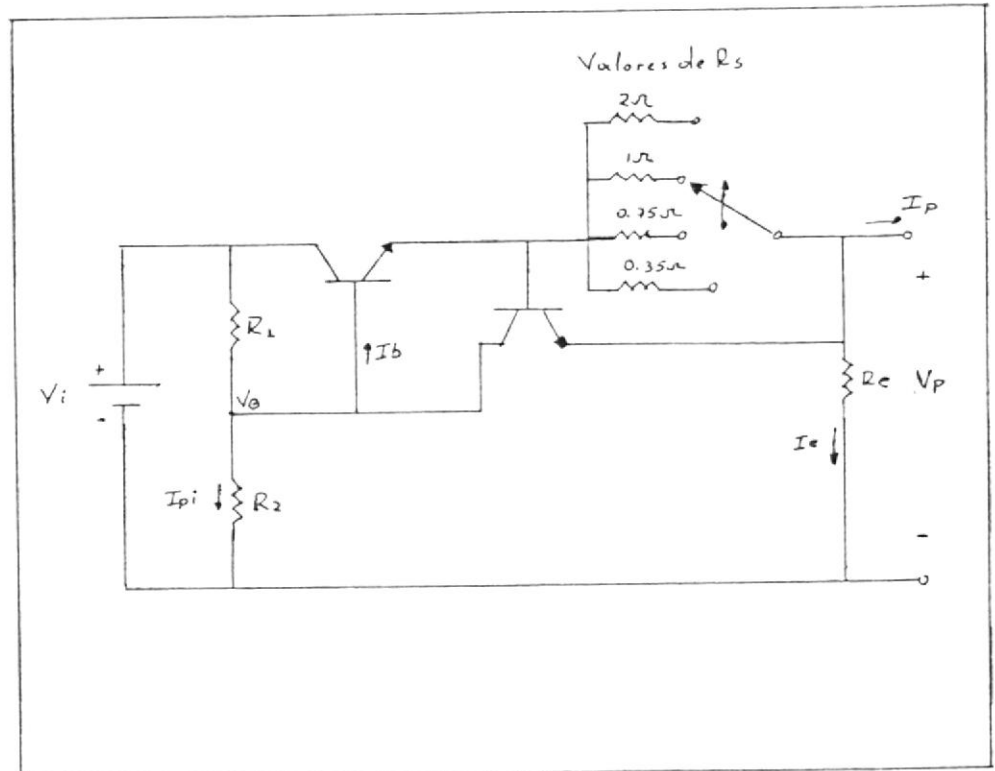 Valores de Rs
2Ω
1Ω
0.75Ω
0.35Ω
Ip
+
R1
Ib
+
Vi
-
VB
Re
Vp
Ie
Ipi
R2
-